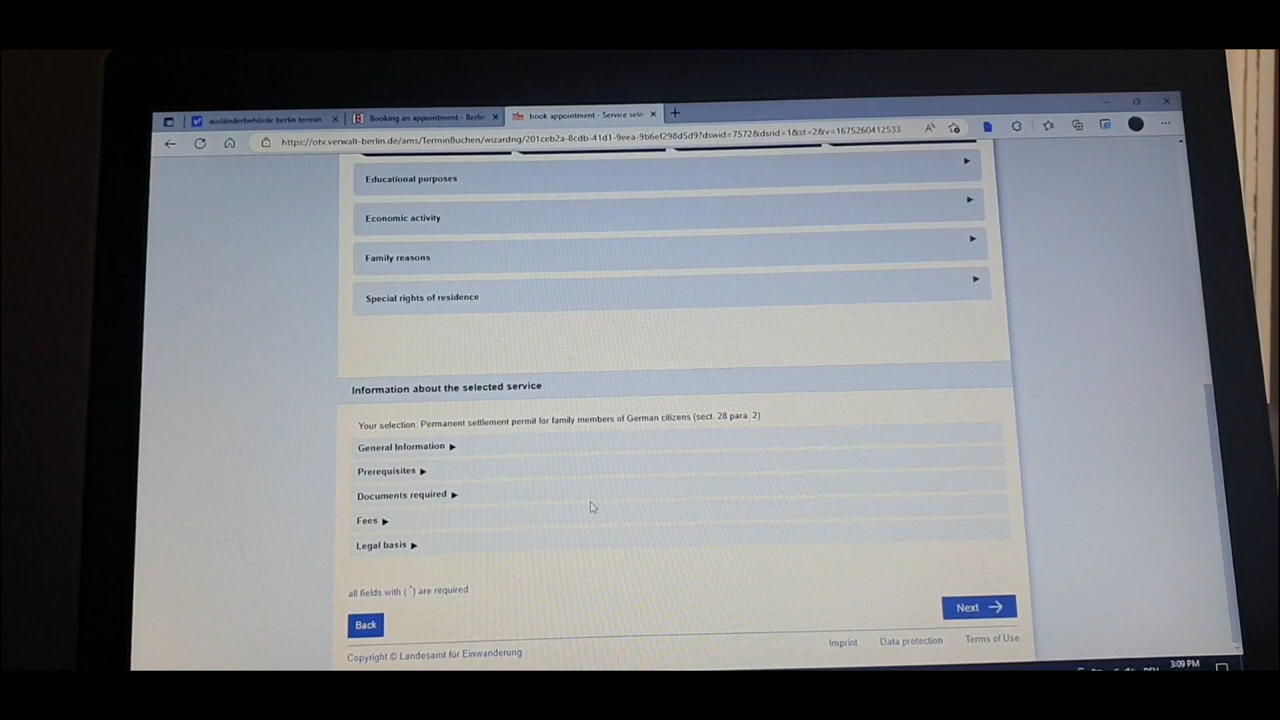 ausländerbehörde berlin termin
Booking an appointment - Berlin
book appointment - Service sele
https://otv.verwalt-berlin.de/ams/TerminBuchen/wizardng/201ceb2a-8cdb-41d1-9eea-9b6ef298d5d9?dswid=7572&dsrid=1&st=2&v=1675260412533
Educational purposes
Economic activity
Family reasons
Special rights of residence
Information about the selected service
Your selection: Permanent settlement permit for family members of German citizens (sect. 28 para. 2)
General Information
Prerequisites
Documents required
Fees
Legal basis
all fields with ( * ) are required
Back
Next
Imprint Data protection Terms of Use
Copyright © Landesamt für Einwanderung
3:09 PM